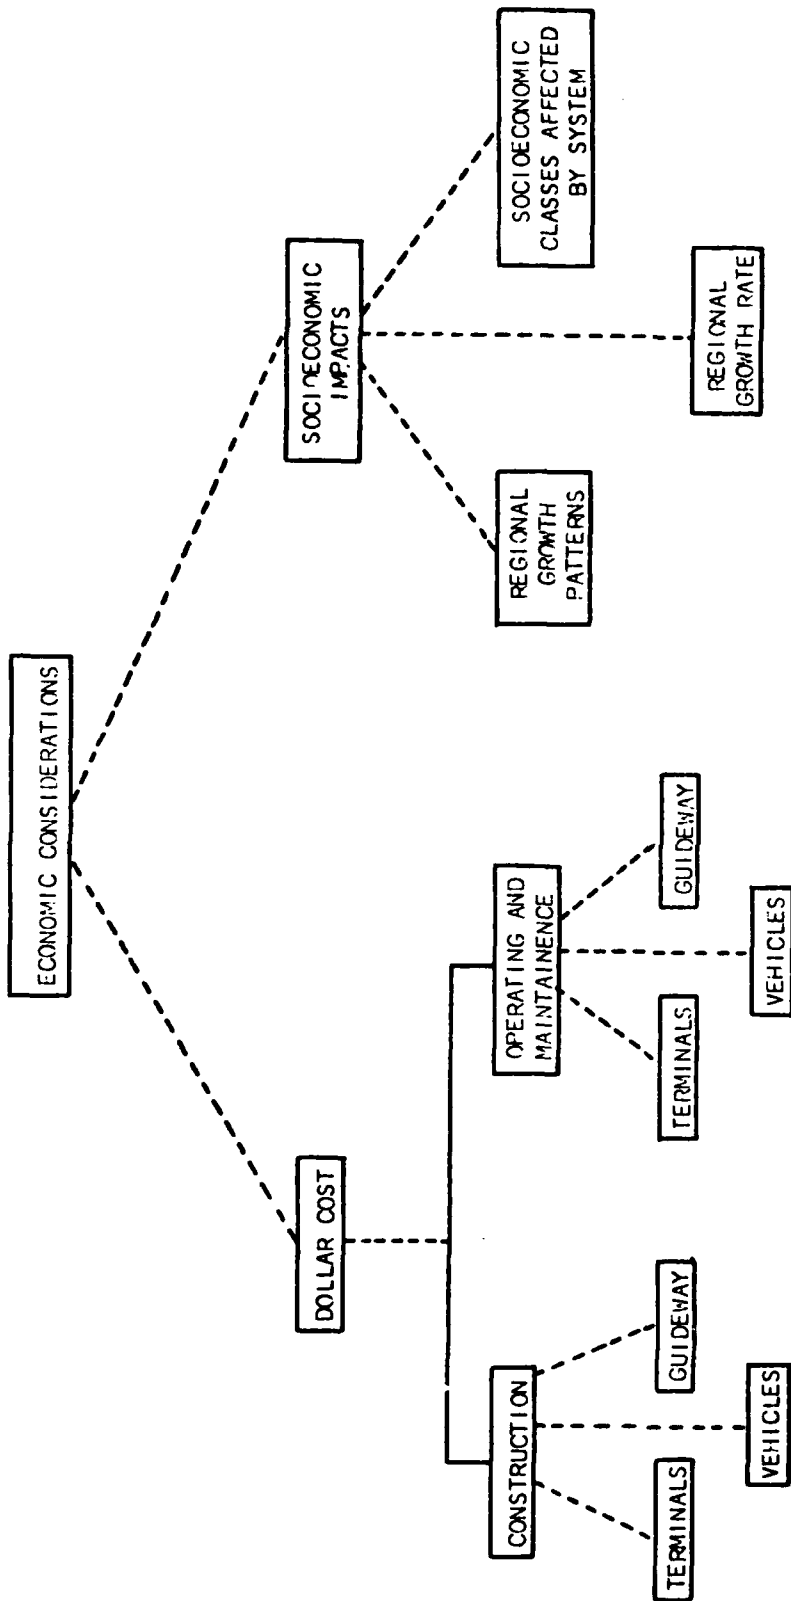 ECONOMIC CONSIDERATIONS
DOLLAR COST
SOCIOECONOMIC
IMPACTS
CONSTRUCTION
OPERATING AND
MAINTAINENCE
REGIONAL
GROWTH
PATTERNS
SOCIOECONOMIC
CLASSES AFFECTED
BY SYSTEM
TERMINALS
GUIDEWAY
TERMINALS
GUIDEWAY
REGIONAL
GROWTH RATE
VEHICLES
VEHICLES